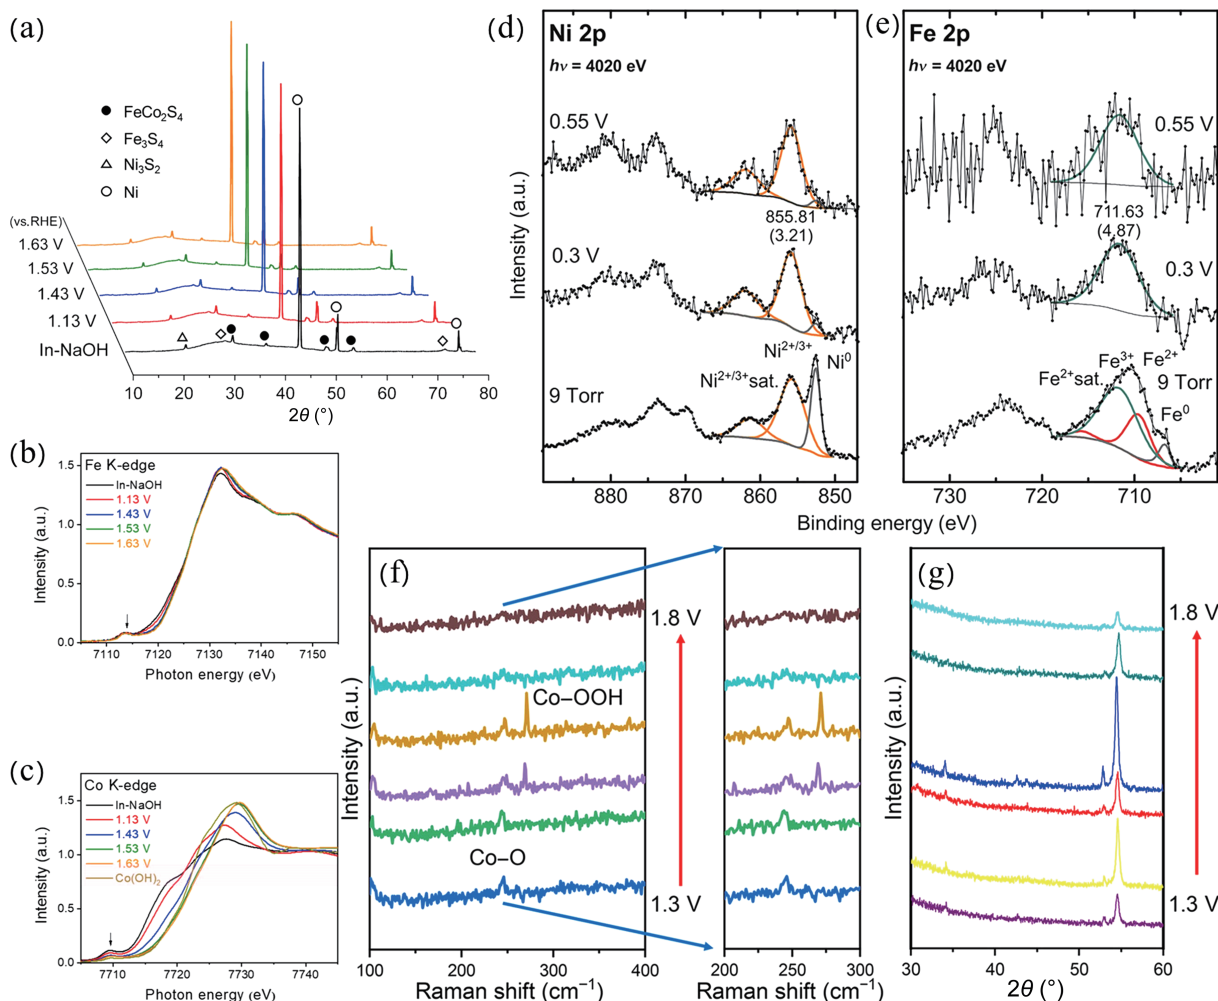 (a)
FeCo₂S₄
Fe₃S₄
Ni₃S₂
Ni
(vs.RHE)
1.63 V
1.53 V
1.43 V
1.13 V
In-NaOH
10 20 30 40 50 60 70 80
2θ (°)
(b)
Fe K-edge
In-NaOH
1.13 V
1.43 V
1.53 V
1.63 V
Intensity (a.u.)
1.5
1.0
0.5
0.0
7110 7120 7130 7140 7150
Photon energy (eV)
(c)
Co K-edge
In-NaOH
1.13 V
1.43 V
1.53 V
1.63 V
Co(OH)₂
Intensity (a.u.)
1.5
1.0
0.5
0.0
7710 7720 7730 7740
Photon energy (eV)
(d)
Ni 2p
hν = 4020 eV
0.55 V
855.81
(3.21)
0.3 V
Ni²⁺/³⁺
Ni²⁺/³⁺sat.
Ni⁰
9 Torr
Intensity (a.u.)
880 870 860 850
(e)
Fe 2p
hν = 4020 eV
0.55 V
711.63
(4.87)
0.3 V
Fe³⁺
Fe²⁺
Fe²⁺sat.
9 Torr
Fe⁰
730 720 710
Binding energy (eV)
(f)
1.8 V
Co–OOH
Co–O
1.3 V
Intensity (a.u.)
100 200 300 400
Raman shift (cm⁻¹)
Intensity (a.u.)
200 250 300
Raman shift (cm⁻¹)
(g)
1.8 V
1.3 V
Intensity (a.u.)
30 40 50 60
2θ (°)